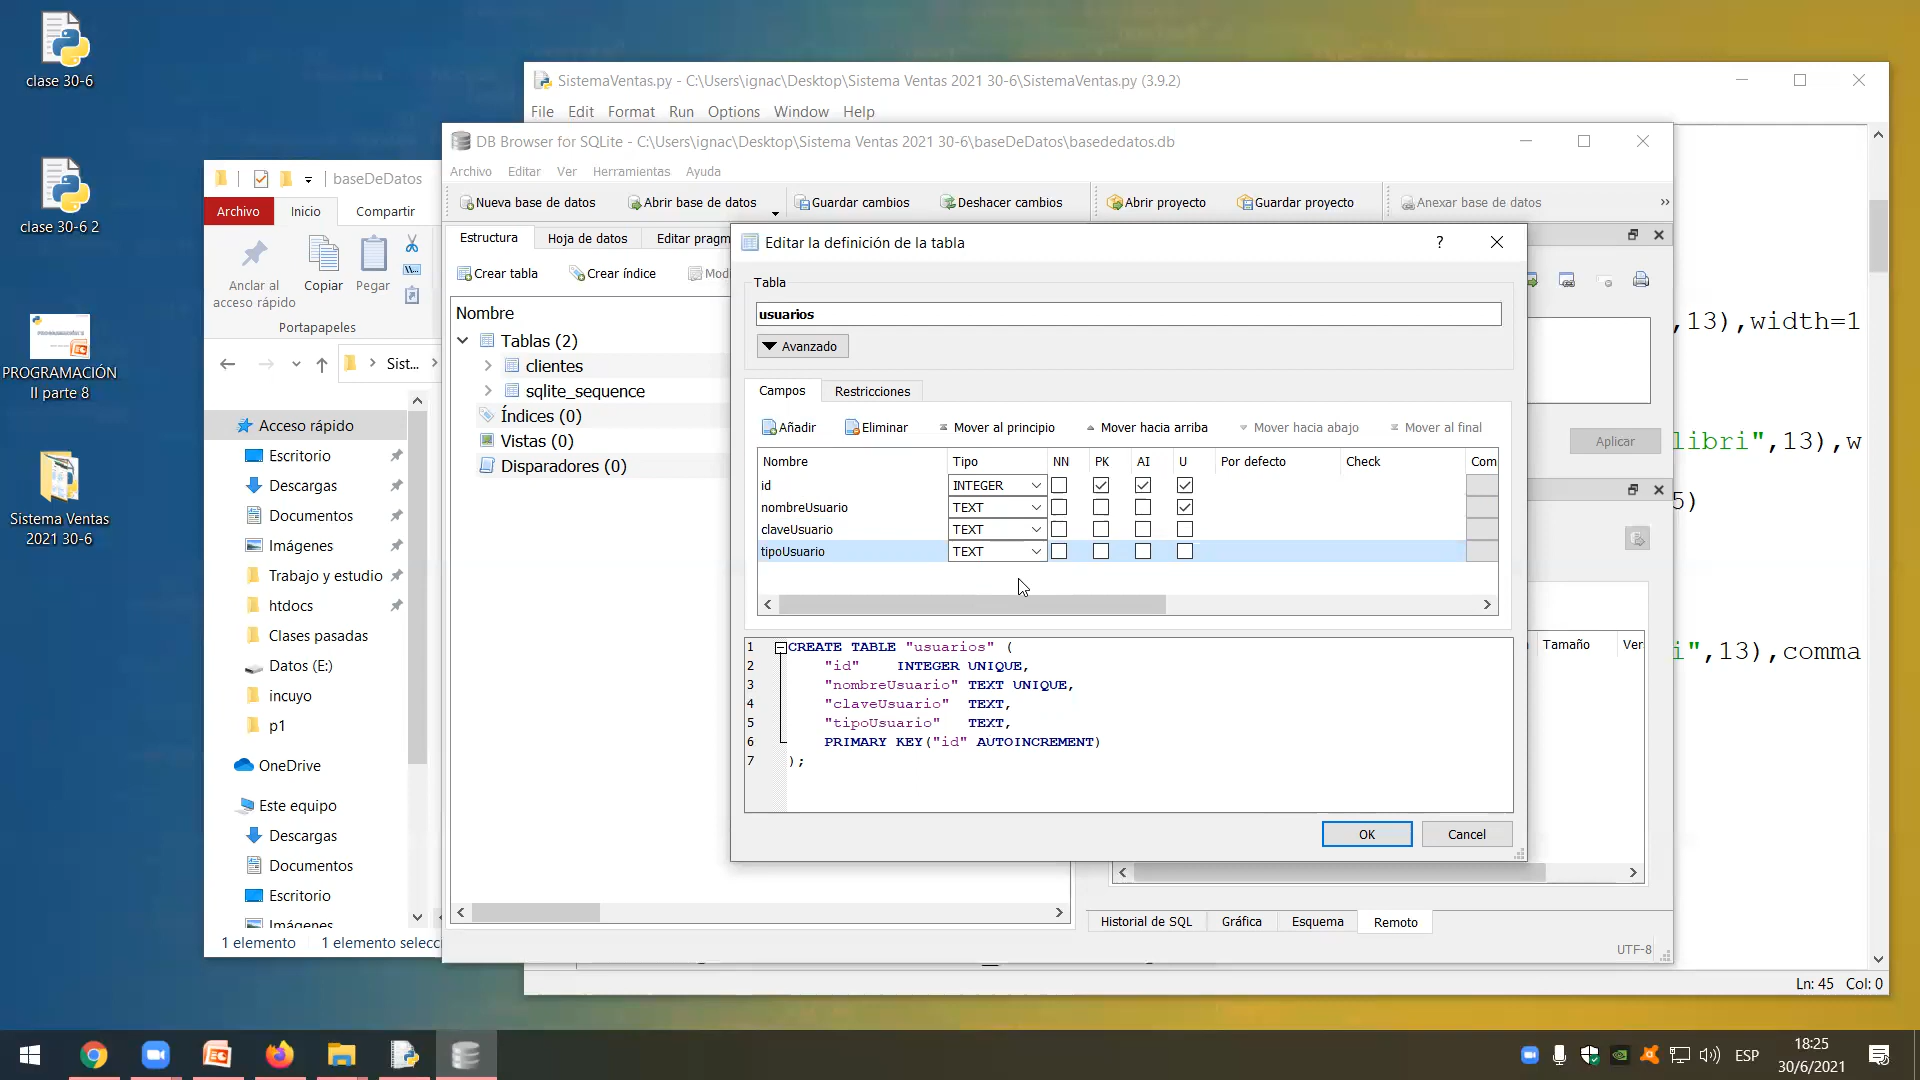 clase 30-6
clase 30-6 2
PROGRAMACIÓN
II parte 8
Sistema Ventas
2021 30-6
SistemaVentas.py - C:\Users\ignac\Desktop\Sistema Ventas 2021 30-6\SistemaVentas.py (3.9.2)
File Edit Format Run Options Window Help
,13),width=1
libri",13),w
5)
i",13),comma
Ln: 45 Col: 0
baseDeDatos
Archivo Inicio Compartir
Anclar al
acceso rápido
Copiar
Pegar
Portapapeles
Sist...
Acceso rápido
Escritorio
Descargas
Documentos
Imágenes
Trabajo y estudio
htdocs
Clases pasadas
Datos (E:)
incuyo
p1
OneDrive
Este equipo
Descargas
Documentos
Escritorio
Imágenes
1 elemento 1 elemento selecc
DB Browser for SQLite - C:\Users\ignac\Desktop\Sistema Ventas 2021 30-6\baseDeDatos\basededatos.db
Archivo Editar Ver Herramientas Ayuda
Nueva base de datos Abrir base de datos Guardar cambios Deshacer cambios Abrir proyecto Guardar proyecto Anexar base de datos »
Estructura Hoja de datos Editar pragm
Crear tabla Crear índice Modi
Nombre
Tablas (2)
clientes
sqlite_sequence
Índices (0)
Vistas (0)
Disparadores (0)
Aplicar
Tamaño Ver
Historial de SQL Gráfica Esquema Remoto
UTF-8
Editar la definición de la tabla ?
Tabla
usuarios
Avanzado
Campos Restricciones
Añadir Eliminar Mover al principio Mover hacia arriba Mover hacia abajo Mover al final
Nombre Tipo NN PK AI U Por defecto Check Com
id INTEGER
nombreUsuario TEXT
claveUsuario TEXT
tipoUsuario TEXT
1 CREATE TABLE "usuarios" (
2 "id" INTEGER UNIQUE,
3 "nombreUsuario" TEXT UNIQUE,
4 "claveUsuario" TEXT,
5 "tipoUsuario" TEXT,
6 PRIMARY KEY("id" AUTOINCREMENT)
7 );
OK Cancel
ESP
18:25
30/6/2021